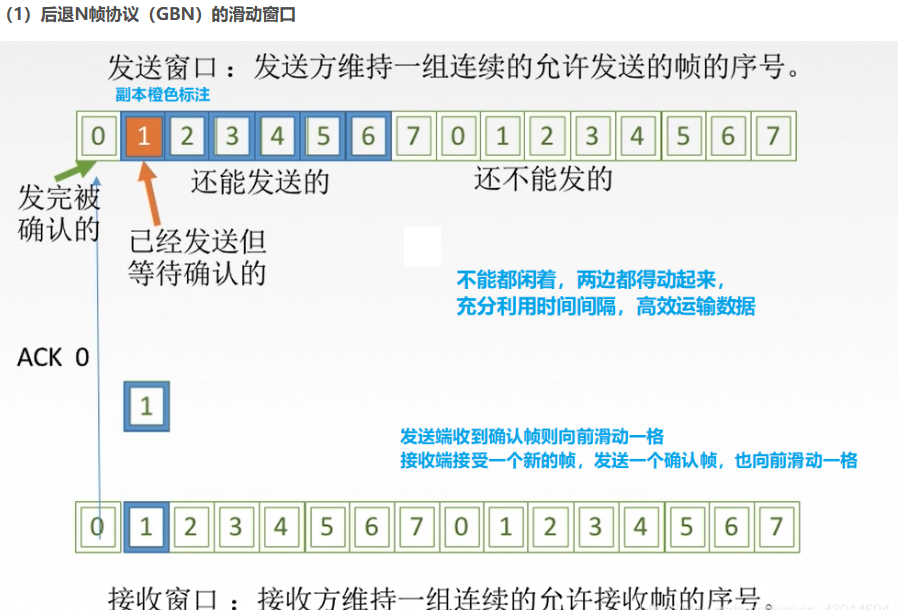 （1）后退N帧协议（GBN）的滑动窗口
发送窗口：发送方维持一组连续的允许发送的帧的序号。
副本橙色标注
0 1 2 3 4 5 6 7 0 1 2 3 4 5 6 7
还能发送的 还不能发的
发完被
确认的
已经发送但
等待确认的
不能都闲着，两边都得动起来，
充分利用时间间隔，高效运输数据
ACK 0
1
发送端收到确认帧则向前滑动一格
接收端接受一个新的帧，发送一个确认帧，也向前滑动一格
0 1 2 3 4 5 6 7 0 1 2 3 4 5 6 7
接收窗口：接收方维持一组连续的允许接收帧的序号。